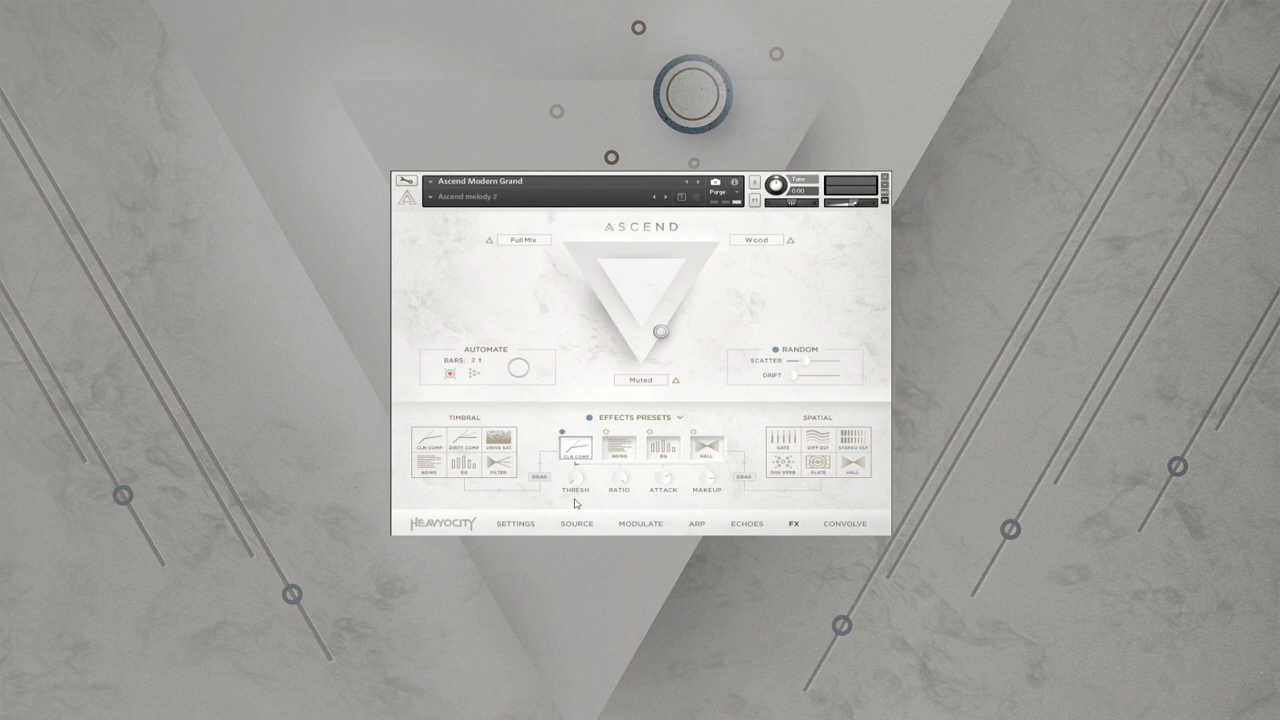 Ascend Modern Grand
Ascend melody 2
Purge
Tune
0.00
S
M
ASCEND
Full Mix
Wood
AUTOMATE
BARS: 2
RANDOM
SCATTER
DRIFT
Muted
TIMBRAL
CLN COMP
DIRTY COMP
DRIVE SAT.
AGING
EQ
FILTER
EFFECTS PRESETS
CLN COMP
AGING
EQ
HALL
DRAG
DRAG
THRESH
RATIO
ATTACK
MAKEUP
SPATIAL
GATE
DIFF DLY
STEREO DLY
DIGI VERB
PLATE
HALL
HEAVYOCITY
SETTINGS
SOURCE
MODULATE
ARP
ECHOES
FX
CONVOLVE